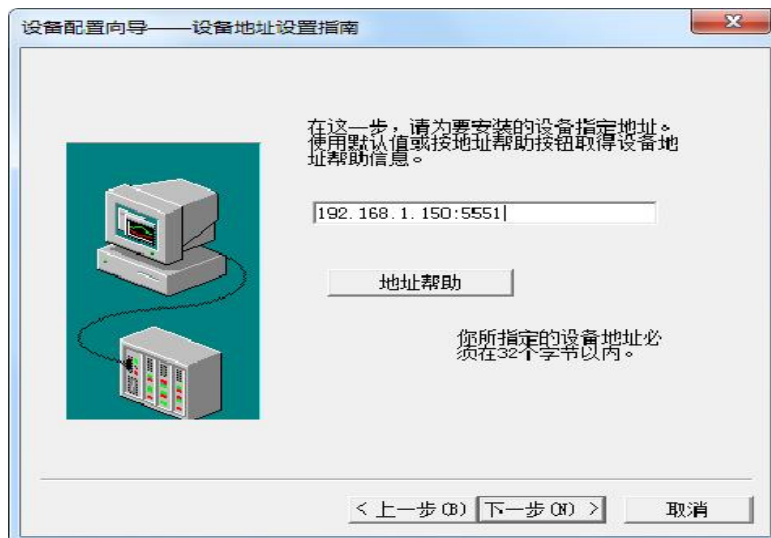 设备配置向导——设备地址设置指南
在这一步，请为要安装的设备指定地址。
使用默认值或按地址帮助按钮取得设备地
址帮助信息。
192.168.1.150:5551
地址帮助
你所指定的设备地址必
须在32个字节以内。
< 上一步(B) 下一步(N) > 取消